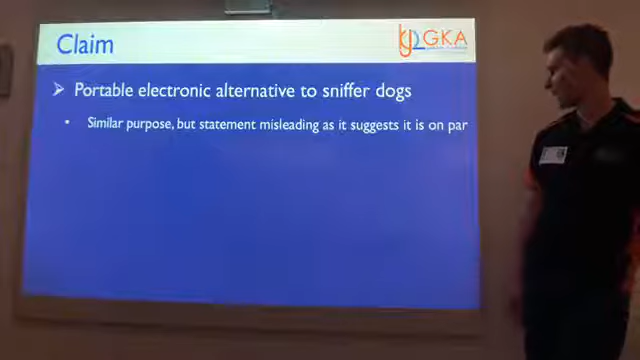 Claim
GKA
➤ Portable electronic alternative to sniffer dogs
• Similar purpose, but statement misleading as it suggests it is on par